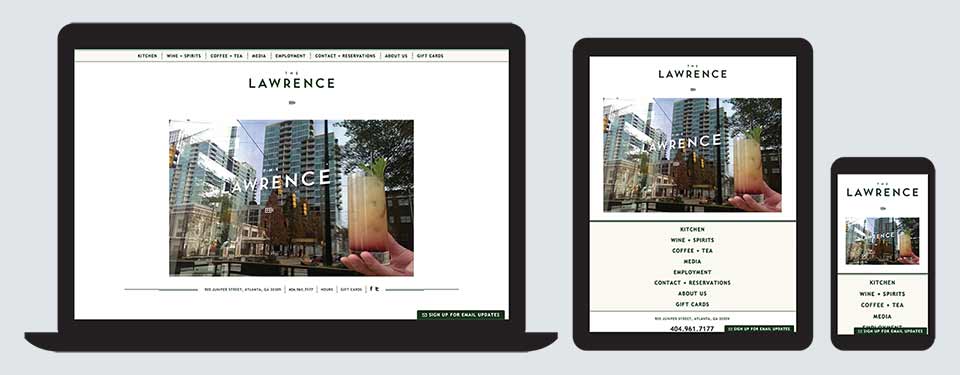 KITCHEN | WINE + SPIRITS | COFFEE + TEA | MEDIA | EMPLOYMENT | CONTACT + RESERVATIONS | ABOUT US | GIFT CARDS
THE
LAWRENCE
LAWRENCE
905 JUNIPER STREET, ATLANTA, GA 30309 | 404.961.7177 | HOURS | GIFT CARDS
SIGN UP FOR EMAIL UPDATES
THE
LAWRENCE
LAWRENCE
KITCHEN
WINE + SPIRITS
COFFEE + TEA
MEDIA
EMPLOYMENT
CONTACT + RESERVATIONS
ABOUT US
GIFT CARDS
905 JUNIPER STREET, ATLANTA, GA 30309
404.961.7177
SIGN UP FOR EMAIL UPDATES
THE
LAWRENCE
LAWRENCE
KITCHEN
WINE + SPIRITS
COFFEE + TEA
MEDIA
EMPLOYMENT
SIGN UP FOR EMAIL UPDATES